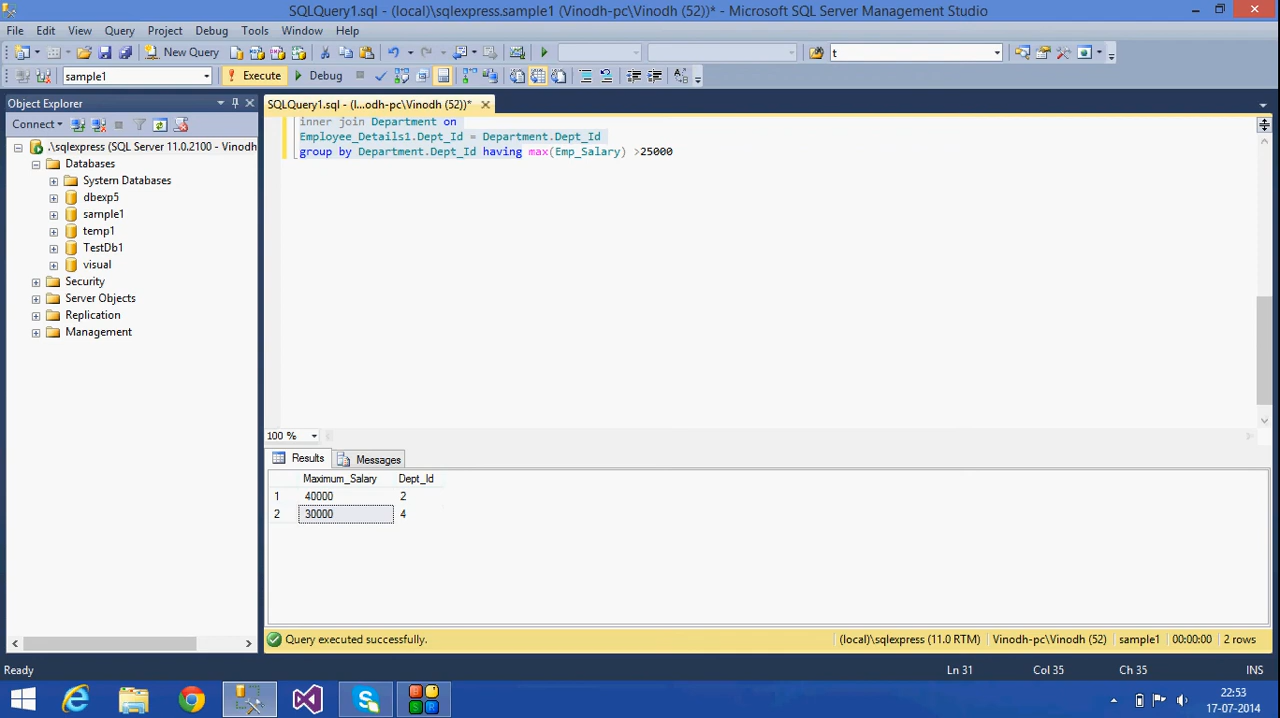 SQLQuery1.sql - (local)\sqlexpress.sample1 (Vinodh-pc\Vinodh (52))* - Microsoft SQL Server Management Studio
File Edit View Query Project Debug Tools Window Help
New Query t
sample1 Execute Debug
Object Explorer
SQLQuery1.sql - (l...odh-pc\Vinodh (52))*
Connect
.\sqlexpress (SQL Server 11.0.2100 - Vinodh
Databases
System Databases
dbexp5
sample1
temp1
TestDb1
visual
Security
Server Objects
Replication
Management
inner join Department on
Employee_Details1.Dept_Id = Department.Dept_Id
group by Department.Dept_Id having max(Emp_Salary) >25000
100 %
Results Messages
Maximum_Salary Dept_Id
1 40000 2
2 30000 4
Query executed successfully. (local)\sqlexpress (11.0 RTM) Vinodh-pc\Vinodh (52) sample1 00:00:00 2 rows
Ready Ln 31 Col 35 Ch 35 INS
22:53
17-07-2014